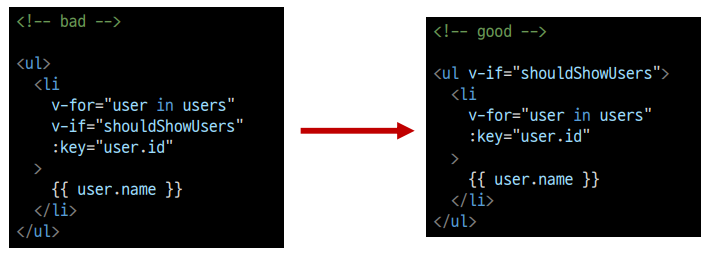 <!-- bad -->
<ul>
<li
v-for="user in users"
v-if="shouldShowUsers"
:key="user.id"
>
{{ user.name }}
</li>
</ul>
<!-- good -->
<ul v-if="shouldShowUsers">
<li
v-for="user in users"
:key="user.id"
>
{{ user.name }}
</li>
</ul>